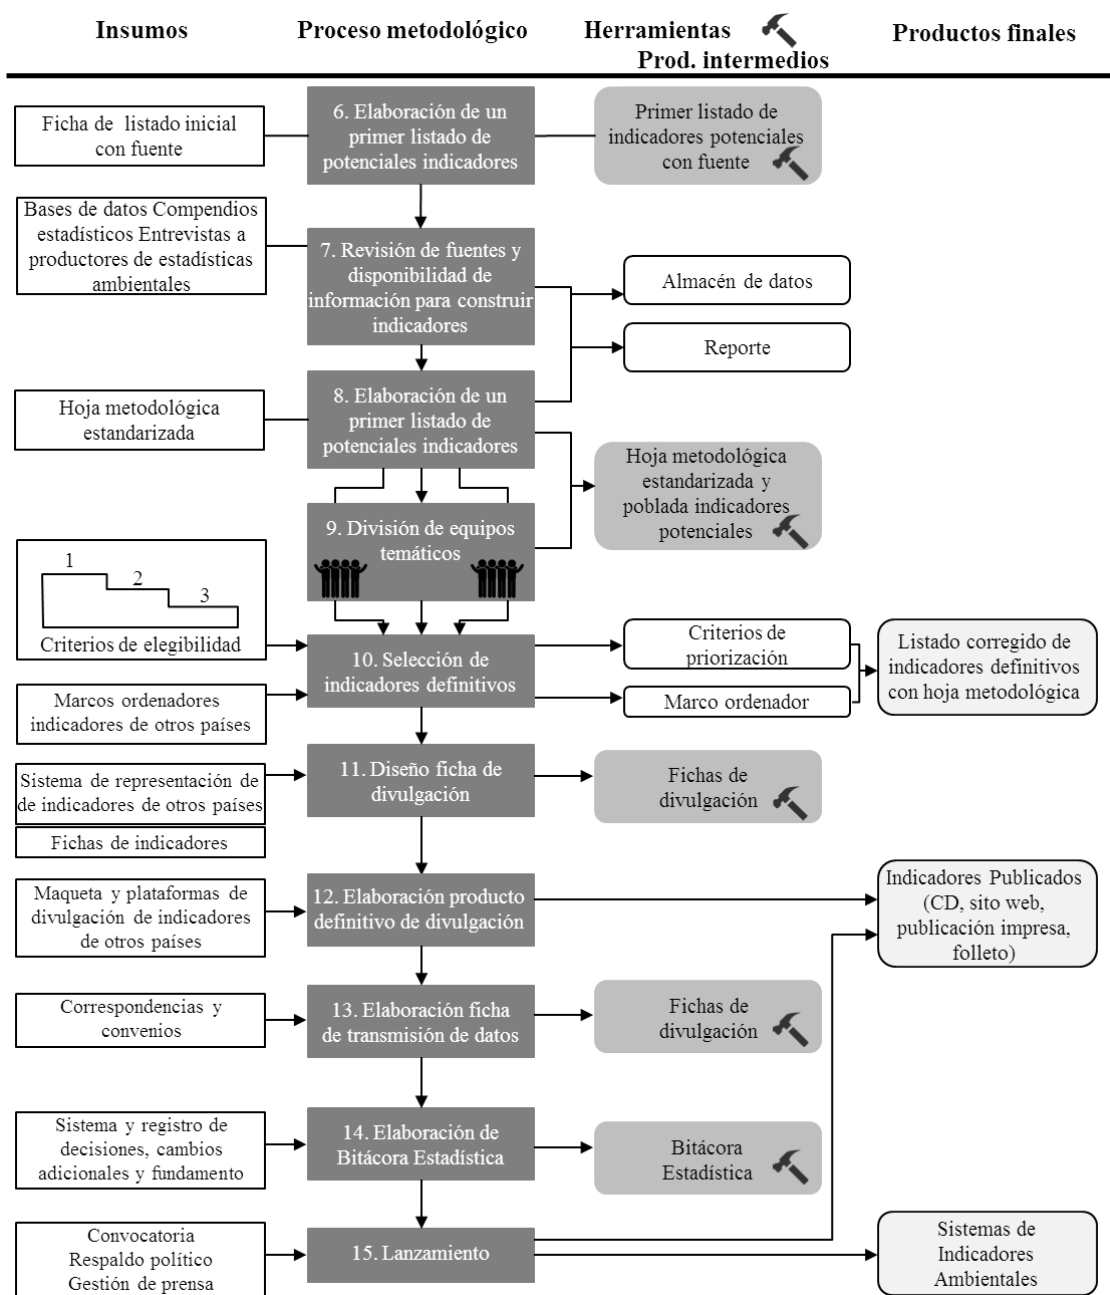 Insumos
Proceso metodológico
Herramientas
Prod. intermedios
Productos finales
Ficha de listado inicial
con fuente
6. Elaboración de un
primer listado de
potenciales indicadores
Primer listado de
indicadores potenciales
con fuente
Bases de datos Compendios
estadísticos Entrevistas a
productores de estadísticas
ambientales
7. Revisión de fuentes y
disponibilidad de
información para construir
indicadores
Almacén de datos
Reporte
Hoja metodológica
estandarizada
8. Elaboración de un
primer listado de
potenciales indicadores
Hoja metodológica
estandarizada y
poblada indicadores
potenciales
9. División de equipos
temáticos
1
2
3
Criterios de elegibilidad
Marcos ordenadores
indicadores de otros países
10. Selección de
indicadores definitivos
Criterios de
priorización
Marco ordenador
Listado corregido de
indicadores definitivos
con hoja metodológica
Sistema de representación de
de indicadores de otros países
Fichas de indicadores
11. Diseño ficha de
divulgación
Fichas de
divulgación
Maqueta y plataformas de
divulgación de indicadores
de otros países
12. Elaboración producto
definitivo de divulgación
Indicadores Publicados
(CD, sito web,
publicación impresa,
folleto)
Correspondencias y
convenios
13. Elaboración ficha
de transmisión de datos
Fichas de
divulgación
Sistema y registro de
decisiones, cambios
adicionales y fundamento
14. Elaboración de
Bitácora Estadística
Bitácora
Estadística
Convocatoria
Respaldo político
Gestión de prensa
15. Lanzamiento
Sistemas de
Indicadores
Ambientales